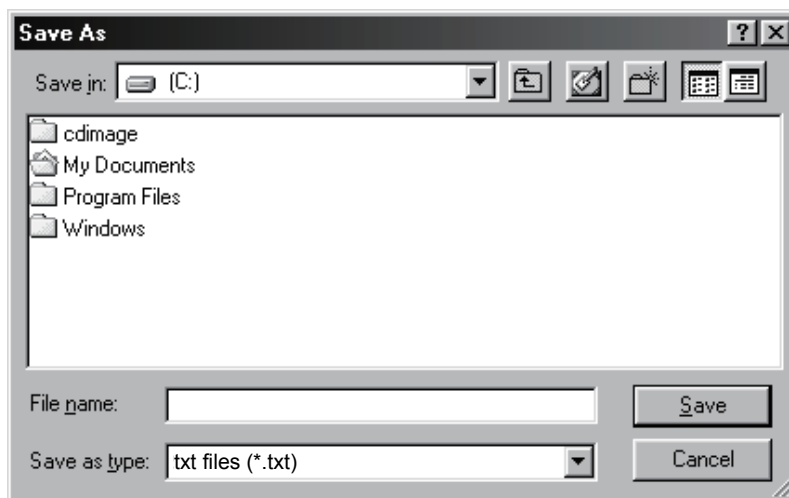 Save As
Save in: (C:)
cdimage
My Documents
Program Files
Windows
File name:
Save
Save as type: txt files (*.txt)
Cancel